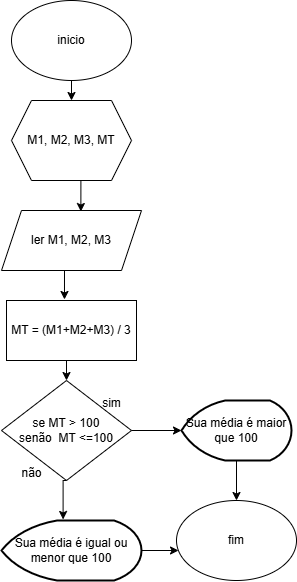 inicio
M1, M2, M3, MT
ler M1, M2, M3
MT = (M1+M2+M3) / 3
sim
se MT > 100
senão  MT <=100
Sua média é maior
que 100
não
Sua média é igual ou
menor que 100
fim